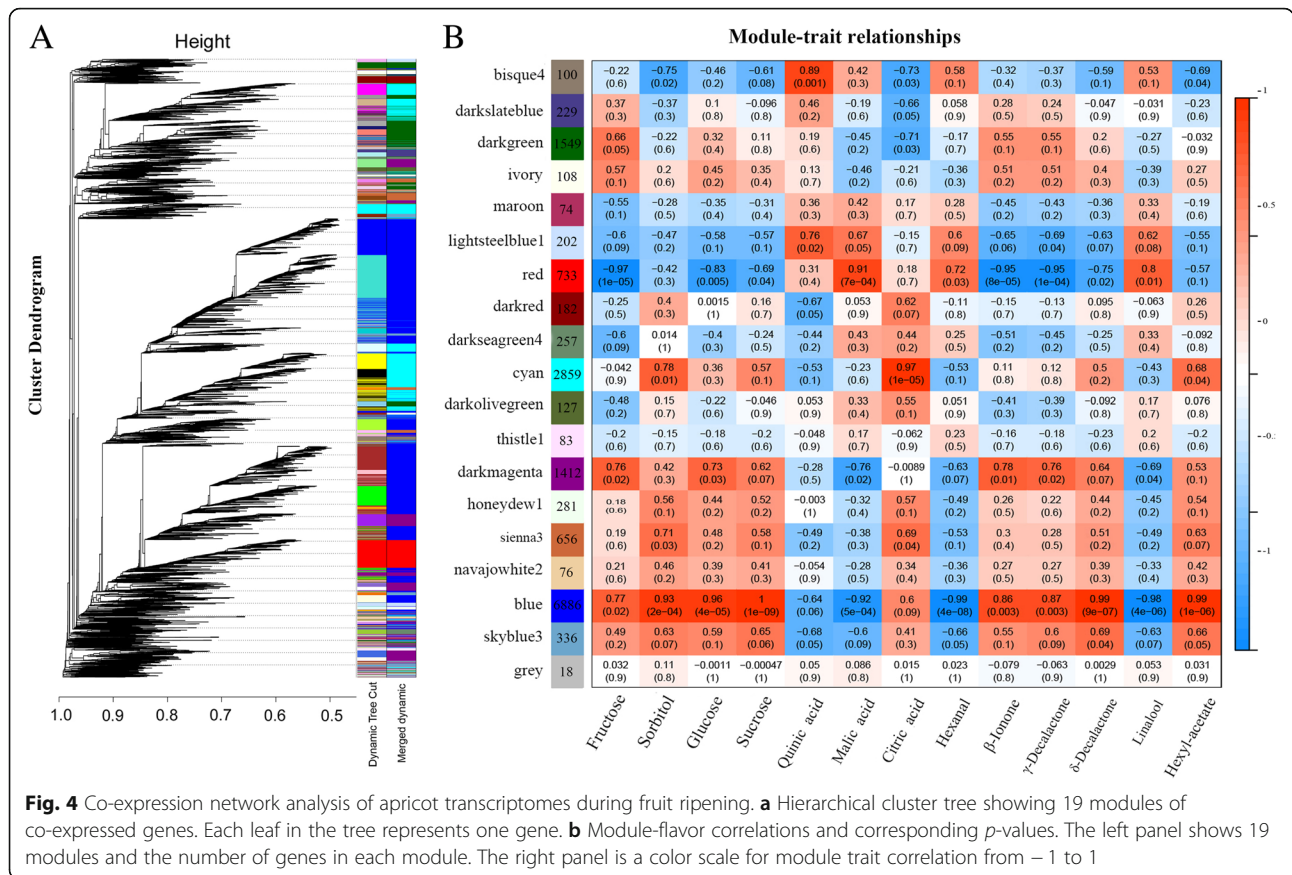 A
Height
Cluster Dendrogram
1.0 0.9 0.8 0.7 0.6 0.5
Dynamic Tree Cut
Merged dynamic
B
Module-trait relationships
bisque4 100 −0.22 −0.75 −0.46 −0.61 0.89 0.42 −0.73 0.58 −0.32 −0.37 −0.59 0.53 −0.69
(0.6) (0.02) (0.2) (0.08) (0.001) (0.3) (0.03) (0.1) (0.4) (0.3) (0.1) (0.1) (0.04)
darkslateblue 229 0.37 −0.37 0.1 −0.096 0.46 −0.19 −0.66 0.058 0.28 0.24 −0.047 −0.031 −0.23
(0.3) (0.3) (0.8) (0.8) (0.2) (0.6) (0.05) (0.9) (0.5) (0.5) (0.9) (0.9) (0.6)
darkgreen 1549 0.66 −0.22 0.32 0.11 0.19 −0.45 −0.71 −0.17 0.55 0.55 0.2 −0.27 −0.032
(0.05) (0.6) (0.4) (0.8) (0.6) (0.2) (0.03) (0.7) (0.1) (0.1) (0.6) (0.5) (0.9)
ivory 108 0.57 0.2 0.45 0.35 0.13 −0.46 −0.21 −0.36 0.51 0.51 0.4 −0.39 0.27
(0.1) (0.6) (0.2) (0.4) (0.7) (0.2) (0.6) (0.3) (0.2) (0.2) (0.3) (0.3) (0.5)
maroon 74 −0.55 −0.28 −0.35 −0.31 0.36 0.42 0.17 0.28 −0.45 −0.43 −0.36 0.33 −0.19
(0.1) (0.5) (0.4) (0.4) (0.3) (0.3) (0.7) (0.5) (0.2) (0.2) (0.3) (0.4) (0.6)
lightsteelblue1 202 −0.6 −0.47 −0.58 −0.57 0.76 0.67 −0.15 0.6 −0.65 −0.69 −0.63 0.62 −0.55
(0.09) (0.2) (0.1) (0.1) (0.02) (0.05) (0.7) (0.09) (0.06) (0.04) (0.07) (0.08) (0.1)
red 733 −0.97 −0.42 −0.83 −0.69 0.31 0.91 0.18 0.72 −0.95 −0.95 −0.75 0.8 −0.57
(1e−05) (0.3) (0.005) (0.04) (0.4) (7e−04) (0.7) (0.03) (8e−05) (1e−04) (0.02) (0.01) (0.1)
darkred 182 −0.25 0.4 0.0015 0.16 −0.67 0.053 0.62 −0.11 −0.15 −0.13 0.095 −0.063 0.26
(0.5) (0.3) (1) (0.7) (0.05) (0.9) (0.07) (0.8) (0.7) (0.7) (0.8) (0.9) (0.5)
darkseagreen4 257 −0.6 0.014 −0.4 −0.24 −0.44 0.43 0.44 0.25 −0.51 −0.45 −0.25 0.33 −0.092
(0.09) (1) (0.3) (0.5) (0.2) (0.3) (0.2) (0.5) (0.2) (0.2) (0.5) (0.4) (0.8)
cyan 2859 −0.042 0.78 0.36 0.57 −0.53 −0.23 0.97 −0.53 0.11 0.12 0.5 −0.43 0.68
(0.9) (0.01) (0.3) (0.1) (0.1) (0.6) (1e−05) (0.1) (0.8) (0.8) (0.2) (0.3) (0.04)
darkolivegreen 127 −0.48 0.15 −0.22 −0.046 0.053 0.33 0.55 0.051 −0.41 −0.39 −0.092 0.17 0.076
(0.2) (0.7) (0.6) (0.9) (0.9) (0.4) (0.1) (0.9) (0.3) (0.3) (0.8) (0.7) (0.8)
thistle1 83 −0.2 −0.15 −0.18 −0.2 −0.048 0.17 −0.062 0.23 −0.16 −0.18 −0.23 0.2 −0.2
(0.6) (0.7) (0.6) (0.6) (0.9) (0.7) (0.9) (0.5) (0.7) (0.6) (0.6) (0.6) (0.6)
darkmagenta 1412 0.76 0.42 0.73 0.62 −0.28 −0.76 −0.0089 −0.63 0.78 0.76 0.64 −0.69 0.53
(0.02) (0.3) (0.03) (0.07) (0.5) (0.02) (1) (0.07) (0.01) (0.02) (0.07) (0.04) (0.1)
honeydew1 281 0.18 0.56 0.44 0.52 −0.003 −0.32 0.57 −0.49 0.26 0.22 0.44 −0.45 0.54
(0.6) (0.1) (0.2) (0.2) (1) (0.4) (0.1) (0.2) (0.5) (0.6) (0.2) (0.2) (0.1)
sienna3 656 0.19 0.71 0.48 0.58 −0.49 −0.38 0.69 −0.53 0.3 0.28 0.51 −0.49 0.63
(0.6) (0.03) (0.2) (0.1) (0.2) (0.3) (0.04) (0.1) (0.4) (0.5) (0.2) (0.2) (0.07)
navajowhite2 76 0.21 0.46 0.39 0.41 −0.054 −0.28 0.34 −0.36 0.27 0.27 0.39 −0.33 0.42
(0.6) (0.2) (0.3) (0.3) (0.9) (0.5) (0.4) (0.3) (0.5) (0.5) (0.3) (0.4) (0.3)
blue 6886 0.77 0.93 0.96 1 −0.64 −0.92 0.6 −0.99 0.86 0.87 0.99 −0.98 0.99
(0.02) (2e−04) (4e−05) (1e−09) (0.06) (5e−04) (0.09) (4e−08) (0.003) (0.003) (9e−07) (4e−06) (1e−06)
skyblue3 336 0.49 0.63 0.59 0.65 −0.68 −0.6 0.41 −0.66 0.55 0.6 0.69 −0.63 0.66
(0.2) (0.07) (0.1) (0.06) (0.05) (0.09) (0.3) (0.05) (0.1) (0.09) (0.04) (0.07) (0.05)
grey 18 0.032 0.11 −0.0011 −0.00047 0.05 0.086 0.015 0.023 −0.079 −0.063 0.0029 0.053 0.031
(0.9) (0.8) (1) (1) (0.9) (0.8) (1) (1) (0.8) (0.9) (1) (0.9) (0.9)
Fructose Sorbitol Glucose Sucrose Quinic acid Malic acid Citric acid Hexanal β-Ionone γ-Decalactone δ-Decalactone Linalool Hexyl-acetate
1
0.5
0
−0.
−1
Fig. 4 Co-expression network analysis of apricot transcriptomes during fruit ripening. a Hierarchical cluster tree showing 19 modules of
co-expressed genes. Each leaf in the tree represents one gene. b Module-flavor correlations and corresponding p-values. The left panel shows 19
modules and the number of genes in each module. The right panel is a color scale for module trait correlation from − 1 to 1